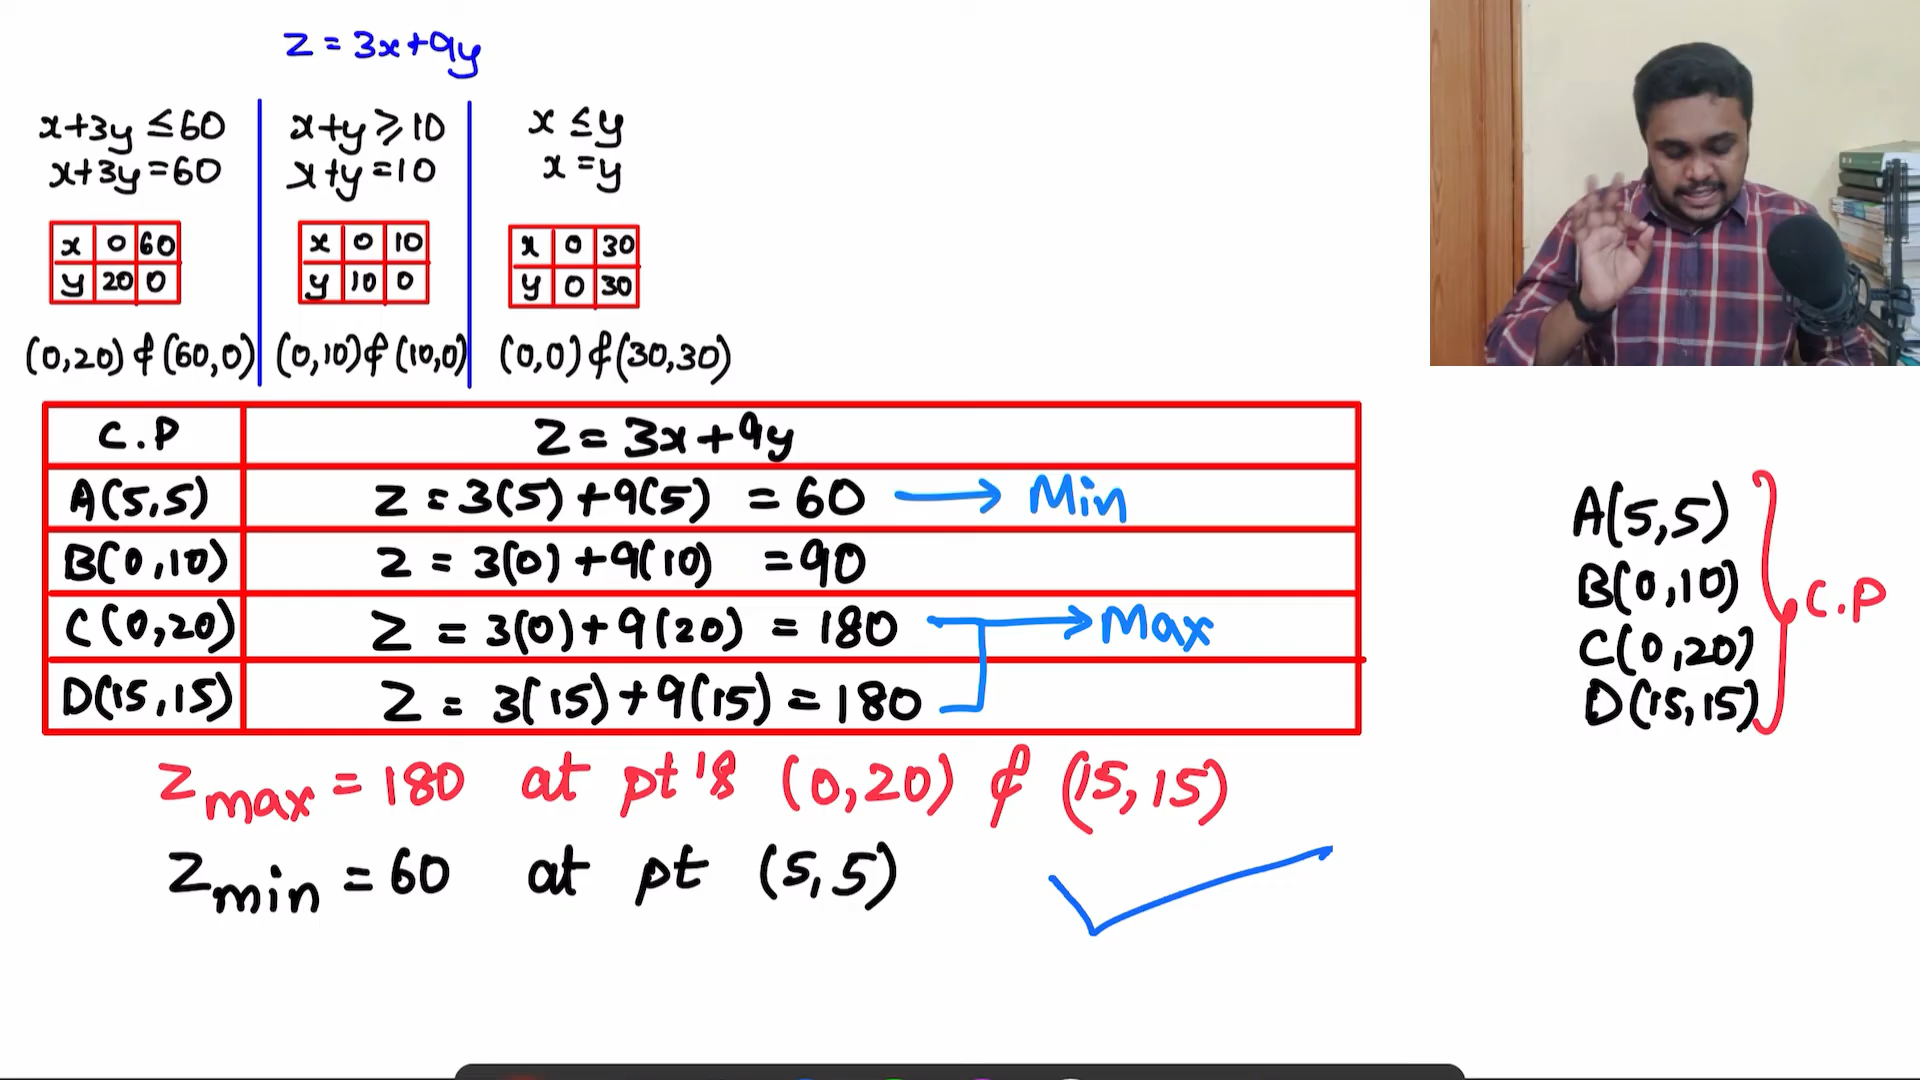 Z = 3x+9y
x+3y ≤ 60
x+3y = 60
x 0 60
y 20 0
(0,20) & (60,0)
x+y ≥ 10
x+y = 10
x 0 10
y 10 0
(0,10) & (10,0)
x ≤ y
x = y
x 0 30
y 0 30
(0,0) & (30,30)
C.P Z = 3x+9y
A(5,5) Z = 3(5)+9(5) = 60 → Min
B(0,10) Z = 3(0)+9(10) = 90
C(0,20) Z = 3(0)+9(20) = 180 → Max
D(15,15) Z = 3(15)+9(15) = 180
Zmax = 180 at pt's (0,20) & (15,15)
Zmin = 60 at pt (5,5)
A(5,5)
B(0,10)
C(0,20)
D(15,15)
C.P